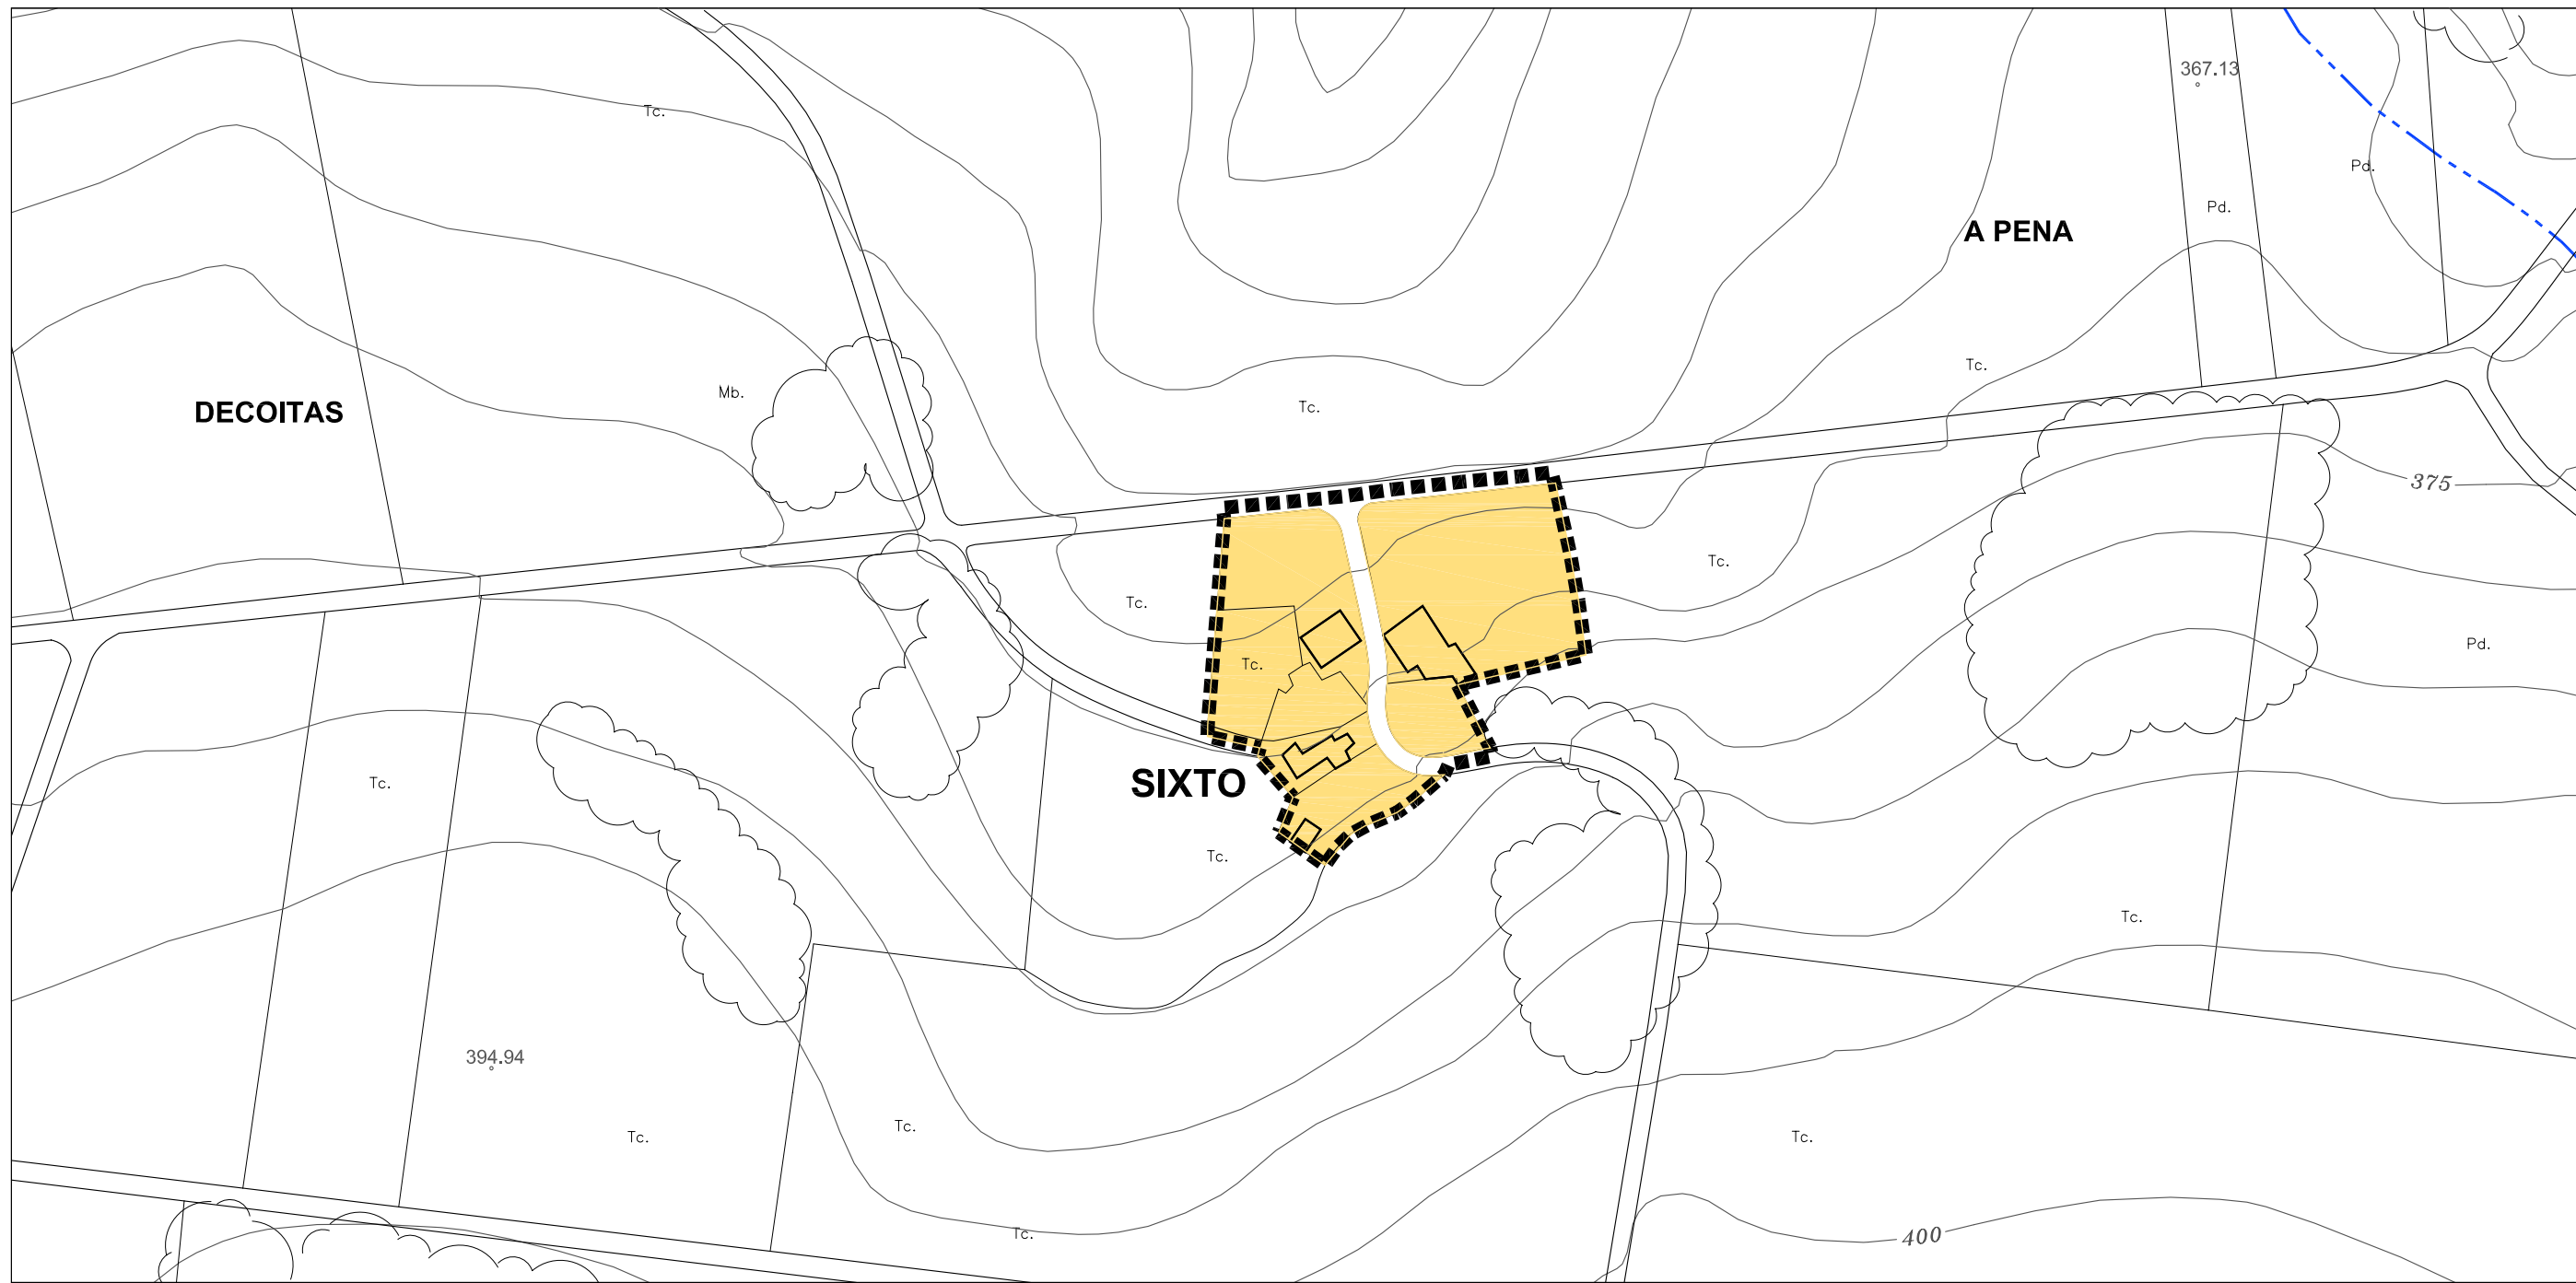 367.13
Tc.
Pd.
Pd.
A PENA
Tc.
Mb.
DECOITAS
Tc.
375
Tc.
Tc.
Pd.
Tc.
SIXTO
Tc.
Tc.
Tc.
394.94
Tc.
Tc.
Tc.
Tc.
400